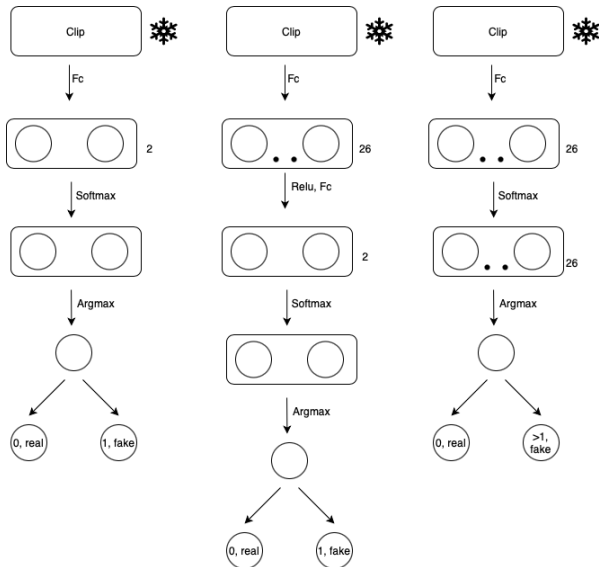 Clip
Fc
2
Softmax
Argmax
0, real
1, fake
Clip
Fc
26
Relu, Fc
2
Softmax
Argmax
0, real
1, fake
Clip
Fc
26
Softmax
26
Argmax
0, real
>1,
fake